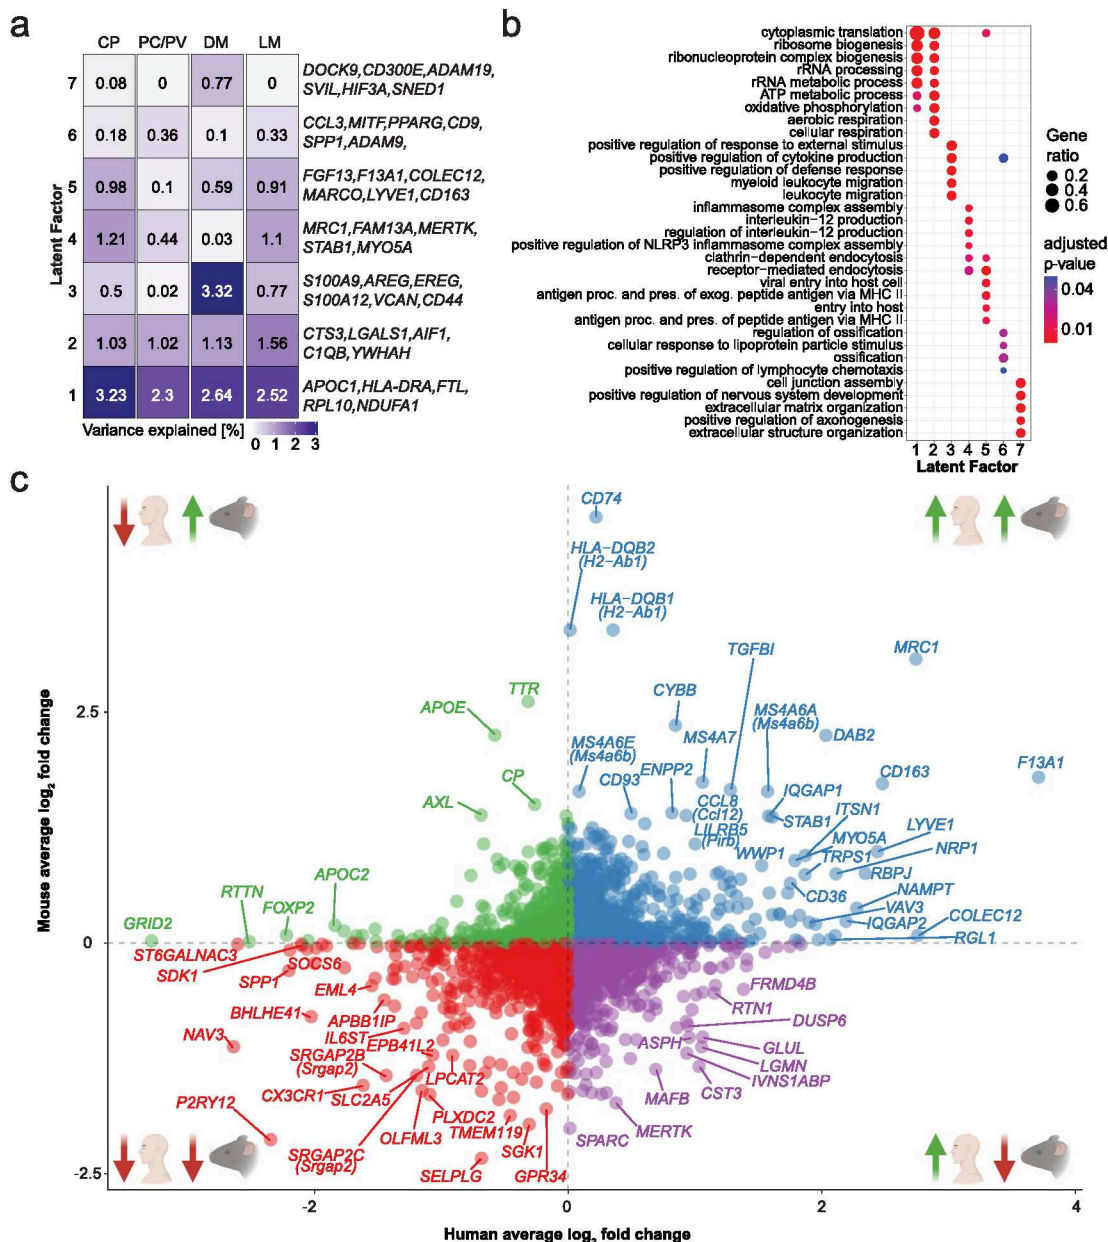 a
CP PC/PV DM LM
7 0.08 0 0.77 0 DOCK9,CD300E,ADAM19,
SVIL,HIF3A,SNED1
6 0.18 0.36 0.1 0.33 CCL3,MITF,PPARG,CD9,
SPP1,ADAM9,
5 0.98 0.1 0.59 0.91 FGF13,F13A1,COLEC12,
MARCO,LYVE1,CD163
4 1.21 0.44 0.03 1.1 MRC1,FAM13A,MERTK,
STAB1,MYO5A
3 0.5 0.02 3.32 0.77 S100A9,AREG,EREG,
S100A12,VCAN,CD44
2 1.03 1.02 1.13 1.56 CTS3,LGALS1,AIF1,
C1QB,YWHAH
1 3.23 2.3 2.64 2.52 APOC1,HLA-DRA,FTL,
RPL10,NDUFA1
Latent Factor
Variance explained [%]
0 1 2 3
b
cytoplasmic translation
ribosome biogenesis
ribonucleoprotein complex biogenesis
rRNA processing
rRNA metabolic process
ATP metabolic process
oxidative phosphorylation
aerobic respiration
cellular respiration
positive regulation of response to external stimulus
positive regulation of cytokine production
positive regulation of defense response
myeloid leukocyte migration
leukocyte migration
inflammasome complex assembly
interleukin-12 production
regulation of interleukin-12 production
positive regulation of NLRP3 inflammasome complex assembly
clathrin-dependent endocytosis
receptor-mediated endocytosis
viral entry into host cell
antigen proc. and pres. of exog. peptide antigen via MHC II
entry into host
antigen proc. and pres. of peptide antigen via MHC II
regulation of ossification
cellular response to lipoprotein particle stimulus
ossification
positive regulation of lymphocyte chemotaxis
cell junction assembly
positive regulation of nervous system development
extracellular matrix organization
positive regulation of axonogenesis
extracellular structure organization
1 2 3 4 5 6 7
Latent Factor
Gene
ratio
0.2
0.4
0.6
adjusted
p-value
0.04
0.01
c
CD74
HLA-DQB2
(H2-Ab1)
HLA-DQB1
(H2-Ab1)
TGFBI
MRC1
TTR
APOE
CYBB
MS4A6A
(Ms4a6b)
DAB2
MS4A6E
(Ms4a6b)
MS4A7
F13A1
CD163
ENPP2
CD93
CP
AXL
CCL8
(Ccl12)
IQGAP1
ITSN1
STAB1
LILRB5
(Pirb)
MYO5A
LYVE1
WWP1
TRPS1
NRP1
RBPJ
CD36
NAMPT
VAV3
COLEC12
IQGAP2
RGL1
APOC2
RTTN
FOXP2
GRID2
ST6GALNAC3
SDK1
SOCS6
SPP1
EML4
BHLHE41
APBB1IP
NAV3
IL6ST
EPB41L2
SRGAP2B
(Srgap2)
LPCAT2
CX3CR1
SLC2A5
P2RY12
PLXDC2
OLFML3
TMEM119
SRGAP2C
(Srgap2)
SGK1
SELPLG
GPR34
FRMD4B
RTN1
DUSP6
ASPH
GLUL
LGMN
IVNS1ABP
CST3
MAFB
MERTK
SPARC
2.5
0
-2.5
Mouse average log2 fold change
-2 0 2 4
Human average log2 fold change